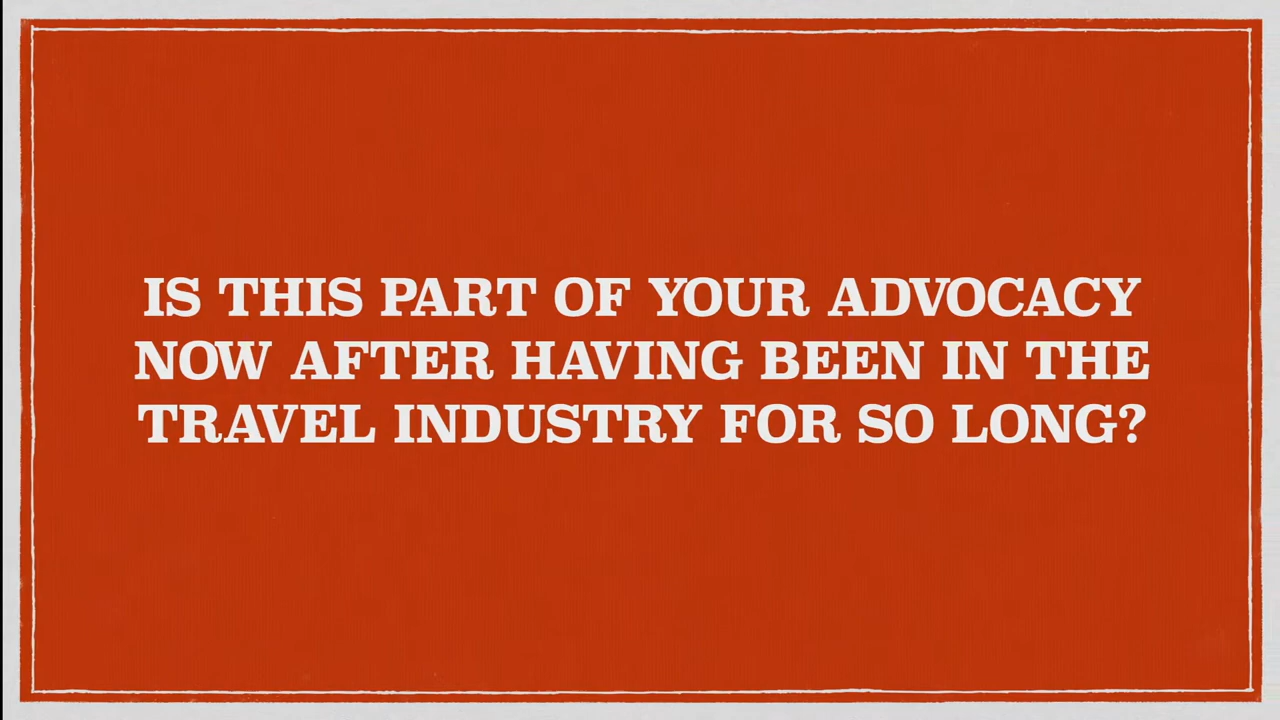 IS THIS PART OF YOUR ADVOCACY
NOW AFTER HAVING BEEN IN THE
TRAVEL INDUSTRY FOR SO LONG?